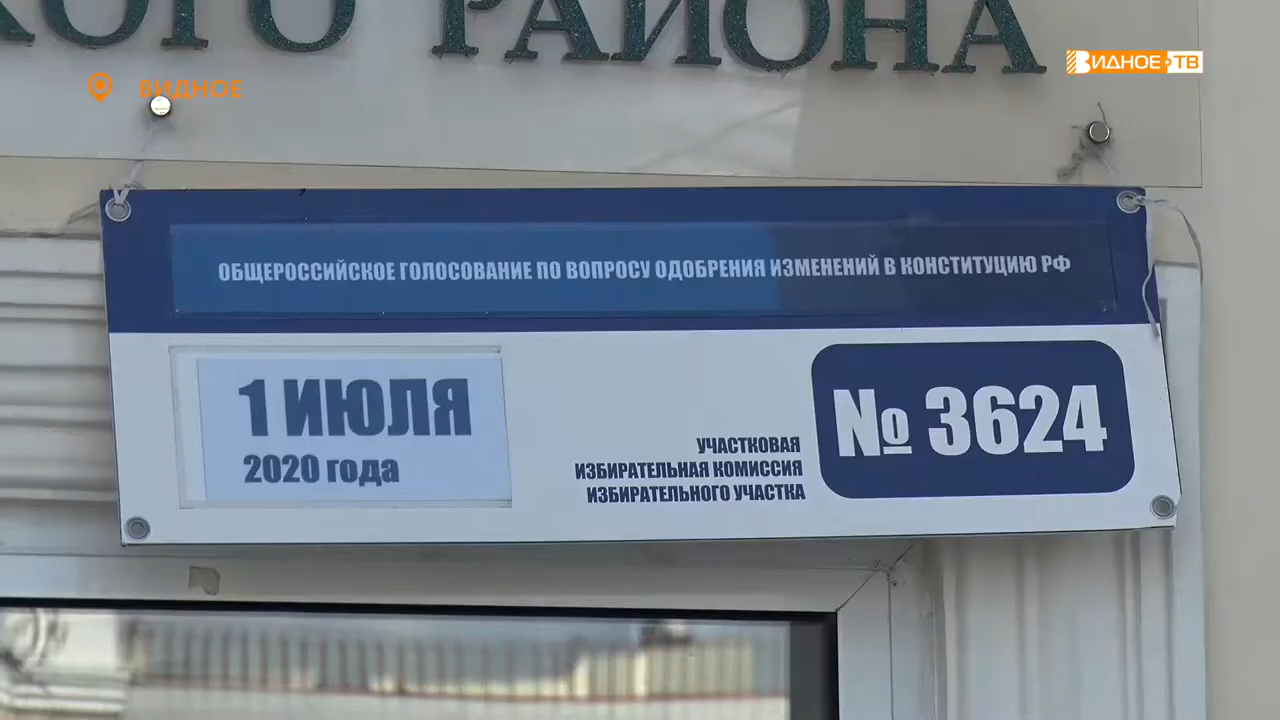 КОГО РАЙОНА
ВИДНОЕ
ВИДНОЕ ТВ
ОБЩЕРОССИЙСКОЕ ГОЛОСОВАНИЕ ПО ВОПРОСУ ОДОБРЕНИЯ ИЗМЕНЕНИЙ В КОНСТИТУЦИЮ РФ
1 ИЮЛЯ
2020 года
УЧАСТКОВАЯ
ИЗБИРАТЕЛЬНАЯ КОМИССИЯ
ИЗБИРАТЕЛЬНОГО УЧАСТКА
№ 3624